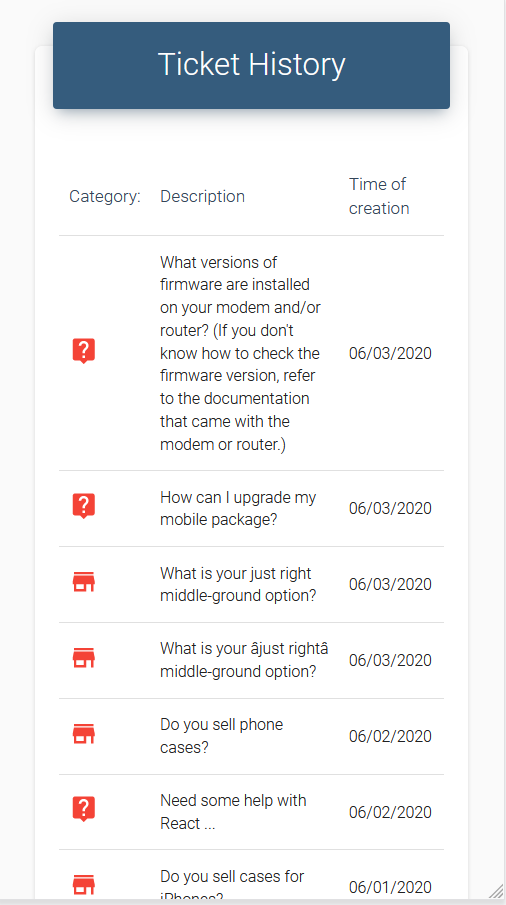 Ticket History
Category:
Description
Time of
creation
What versions of
firmware are installed
on your modem and/or
router? (If you don't
know how to check the
firmware version, refer
to the documentation
that came with the
modem or router.)
06/03/2020
How can I upgrade my
mobile package?
06/03/2020
What is your just right
middle-ground option?
06/03/2020
What is your âjust rightâ
middle-ground option?
06/03/2020
Do you sell phone
cases?
06/02/2020
Need some help with
React ...
06/02/2020
Do you sell cases for
iPhones?
06/01/2020